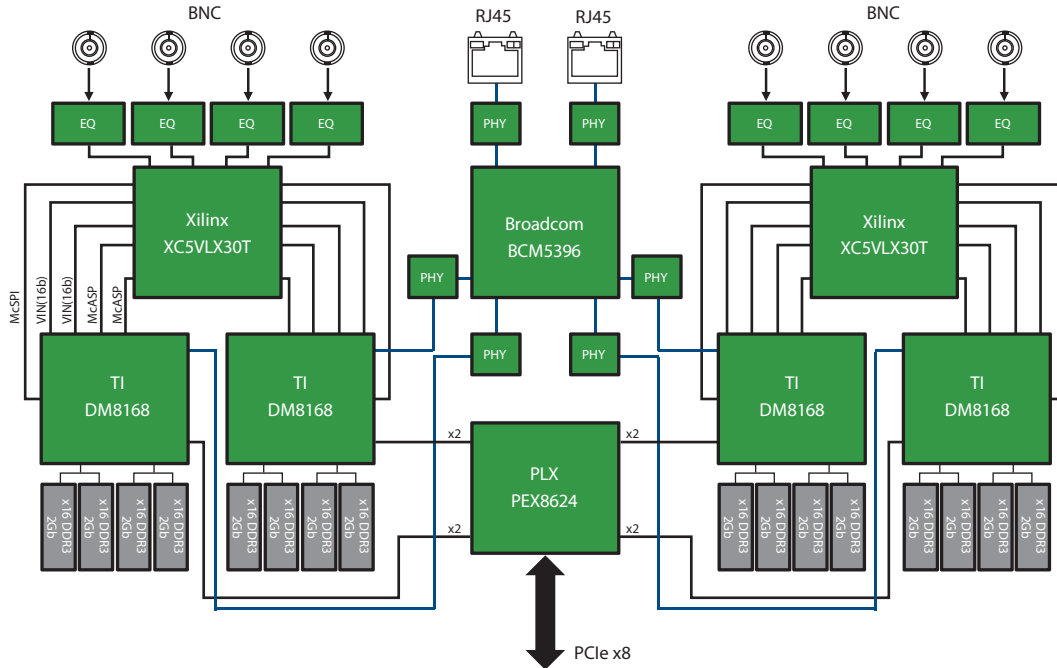 BNC
RJ45
RJ45
BNC
EQ
EQ
EQ
EQ
PHY
PHY
EQ
EQ
EQ
EQ
Xilinx
XC5VLX30T
Broadcom
BCM5396
Xilinx
XC5VLX30T
PHY
PHY
McSPI
VIN(16b)
VIN(16b)
McASP
McASP
PHY
PHY
TI
DM8168
TI
DM8168
TI
DM8168
TI
DM8168
x2
x2
PLX
PEX8624
x2
x2
x16 DDR3
2Gb
x16 DDR3
2Gb
x16 DDR3
2Gb
x16 DDR3
2Gb
x16 DDR3
2Gb
x16 DDR3
2Gb
x16 DDR3
2Gb
x16 DDR3
2Gb
x16 DDR3
2Gb
x16 DDR3
2Gb
x16 DDR3
2Gb
x16 DDR3
2Gb
x16 DDR3
2Gb
x16 DDR3
2Gb
x16 DDR3
2Gb
x16 DDR3
2Gb
PCIe x8